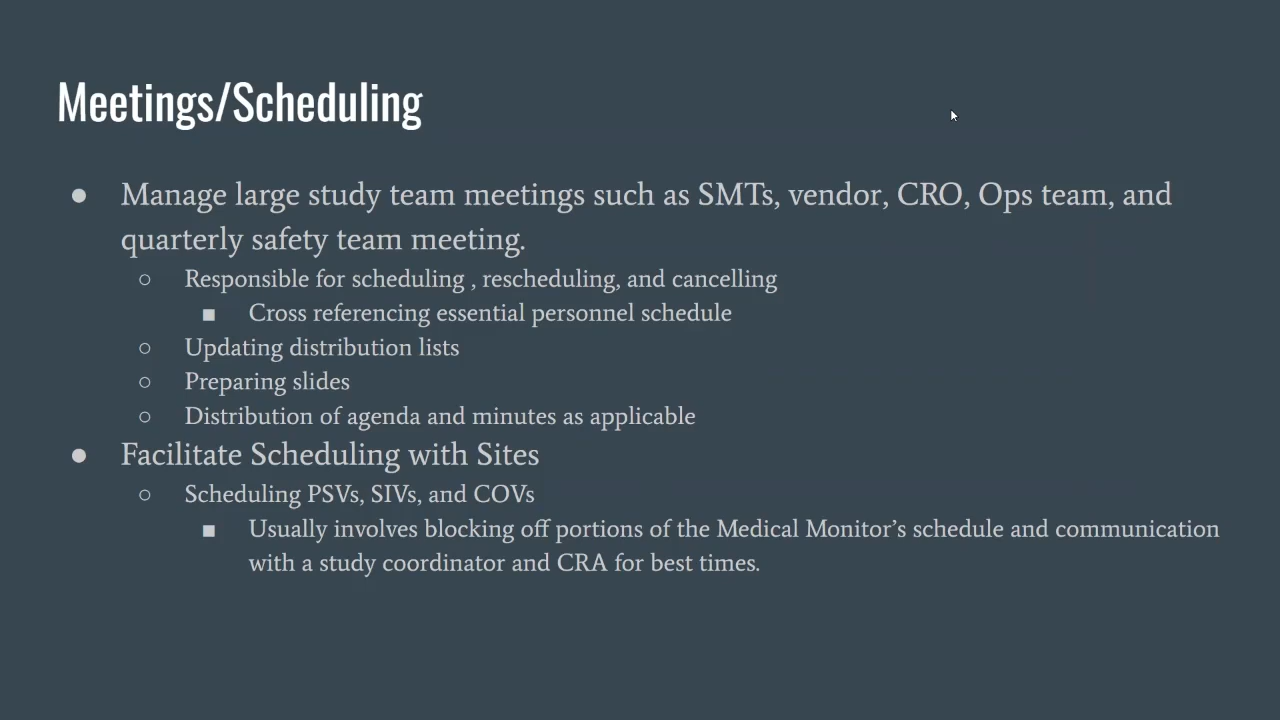 Meetings/Scheduling
● Manage large study team meetings such as SMTs, vendor, CRO, Ops team, and
quarterly safety team meeting.
○ Responsible for scheduling , rescheduling, and cancelling
■ Cross referencing essential personnel schedule
○ Updating distribution lists
○ Preparing slides
○ Distribution of agenda and minutes as applicable
● Facilitate Scheduling with Sites
○ Scheduling PSVs, SIVs, and COVs
■ Usually involves blocking off portions of the Medical Monitor’s schedule and communication
with a study coordinator and CRA for best times.